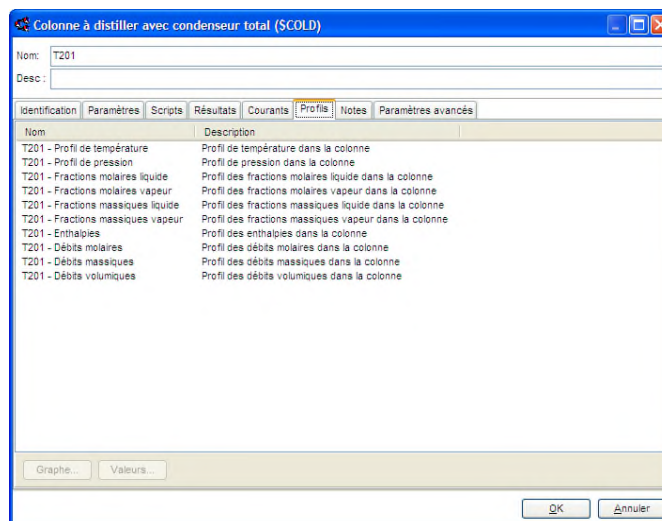 Colonne à distiller avec condenseur total ($COLD)
Nom: T201
Desc :
Identification Paramètres Scripts Résultats Courants Profils Notes Paramètres avancés
Nom Description
T201 - Profil de température Profil de température dans la colonne
T201 - Profil de pression Profil de pression dans la colonne
T201 - Fractions molaires liquide Profil des fractions molaires liquide dans la colonne
T201 - Fractions molaires vapeur Profil des fractions molaires vapeur dans la colonne
T201 - Fractions massiques liquide Profil des fractions massiques liquide dans la colonne
T201 - Fractions massiques vapeur Profil des fractions massiques vapeur dans la colonne
T201 - Enthalpies Profil des enthalpies dans la colonne
T201 - Débits molaires Profil des débits molaires dans la colonne
T201 - Débits massiques Profil des débits massiques dans la colonne
T201 - Débits volumiques Profil des débits volumiques dans la colonne
Graphe... Valeurs...
OK Annuler